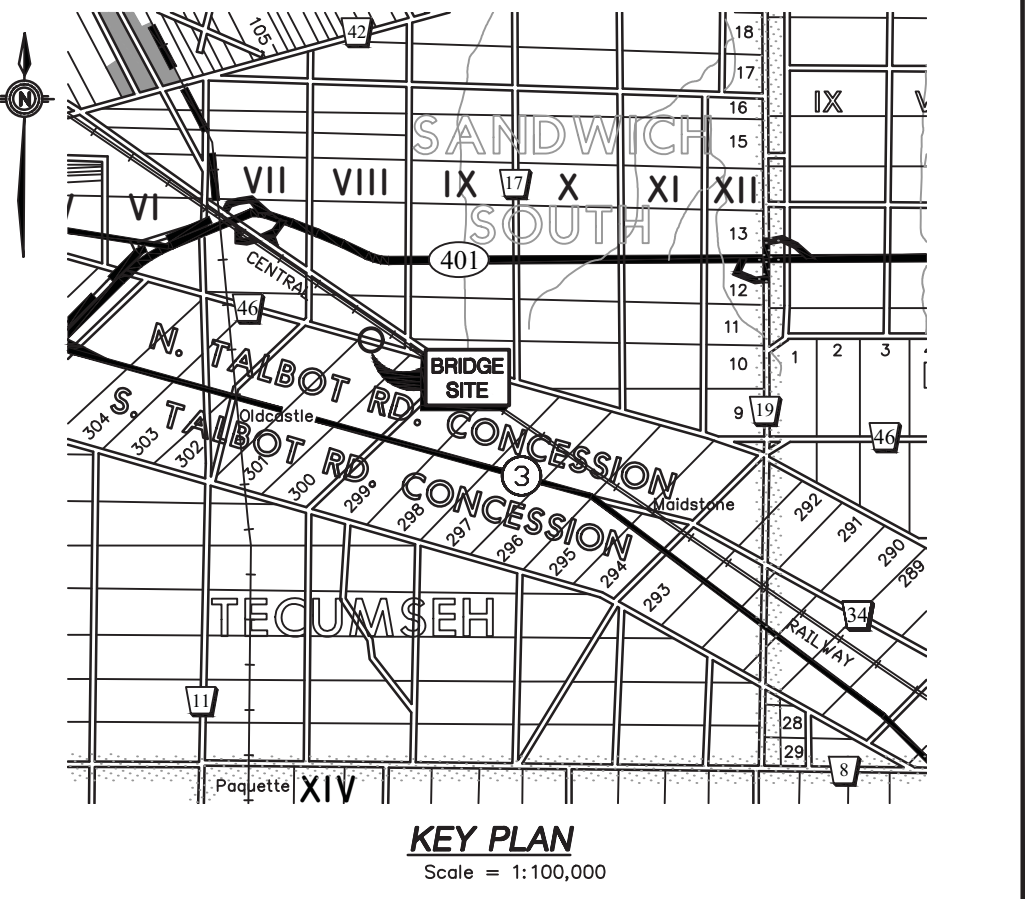 42
105
18
17
IX
16
SANDWICH
15
N
VII
VIII
IX
17
X
XI
XII
VI
SOUTH
13
401
CENTRAL
12
46
11
N. TALBOT RD. CONCESSION
BRIDGE
SITE
10
1
2
3
9
19
46
S. TALBOT RD CONCESSION
Oldcastle
304
303
302
301
300
299
298
297
296
295
294
293
3
Maidstone
292
291
290
289
TECUMSEH
34
RAILWAY
11
28
29
8
Paquette
XIV
KEY PLAN
Scale = 1:100,000